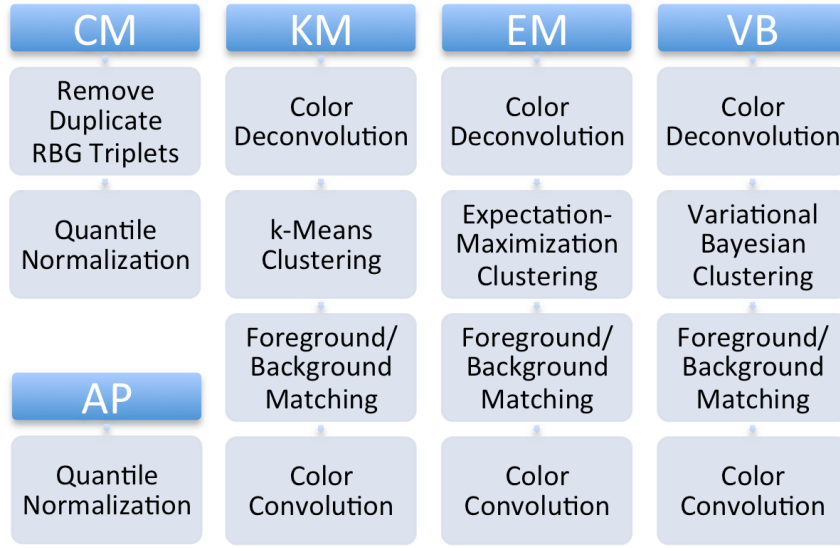 CM
Remove
Duplicate
RBG Triplets
Quantile
Normalization
AP
Quantile
Normalization
KM
Color
Deconvolution
k-Means
Clustering
Foreground/
Background
Matching
Color
Convolution
EM
Color
Deconvolution
Expectation-
Maximization
Clustering
Foreground/
Background
Matching
Color
Convolution
VB
Color
Deconvolution
Variational
Bayesian
Clustering
Foreground/
Background
Matching
Color
Convolution